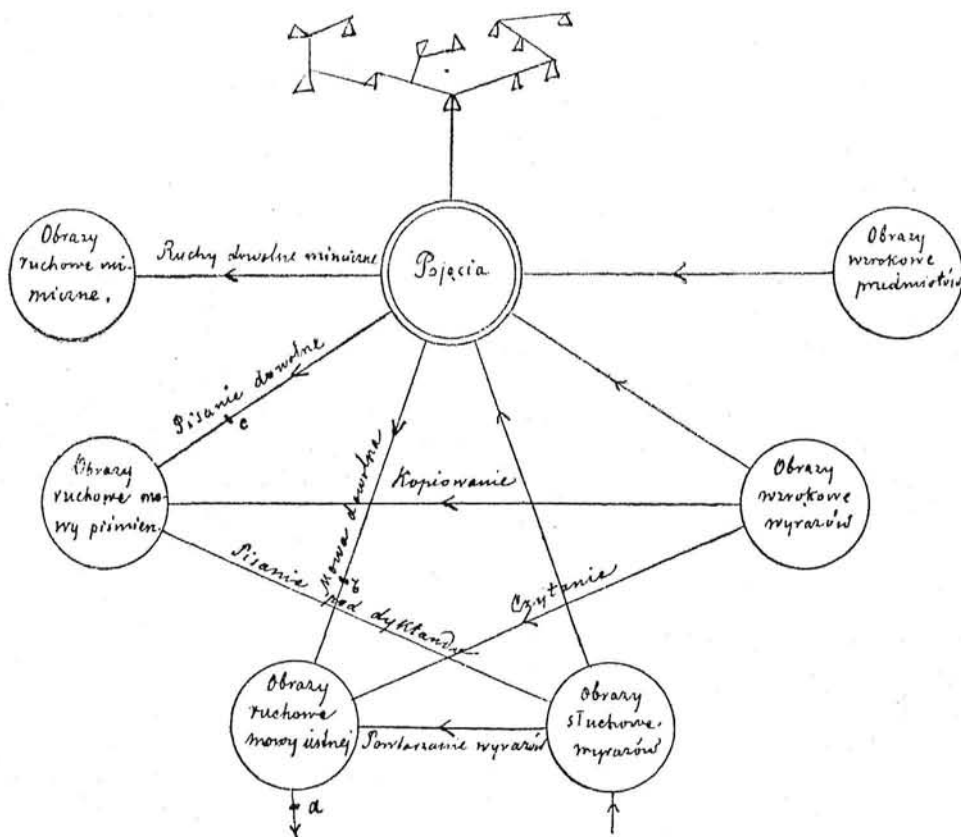 Obrazy
ruchowe mi-
miczne.
Ruchy dowolne mimiczne
Pojęcia
Obrazy
wzrokowe
przedmiotów
Pisanie dowolne
c
Obrazy
ruchowe mo-
wy piśmien.
Mowa dowolna
b
Kopiowanie
Obrazy
wzrokowe
wyrazów
Pisanie
pod dyktando
Czytanie
Obrazy
ruchowe
mowy ustnej
Powtarzanie wyrazów
Obrazy
słuchowe
wyrazów
a